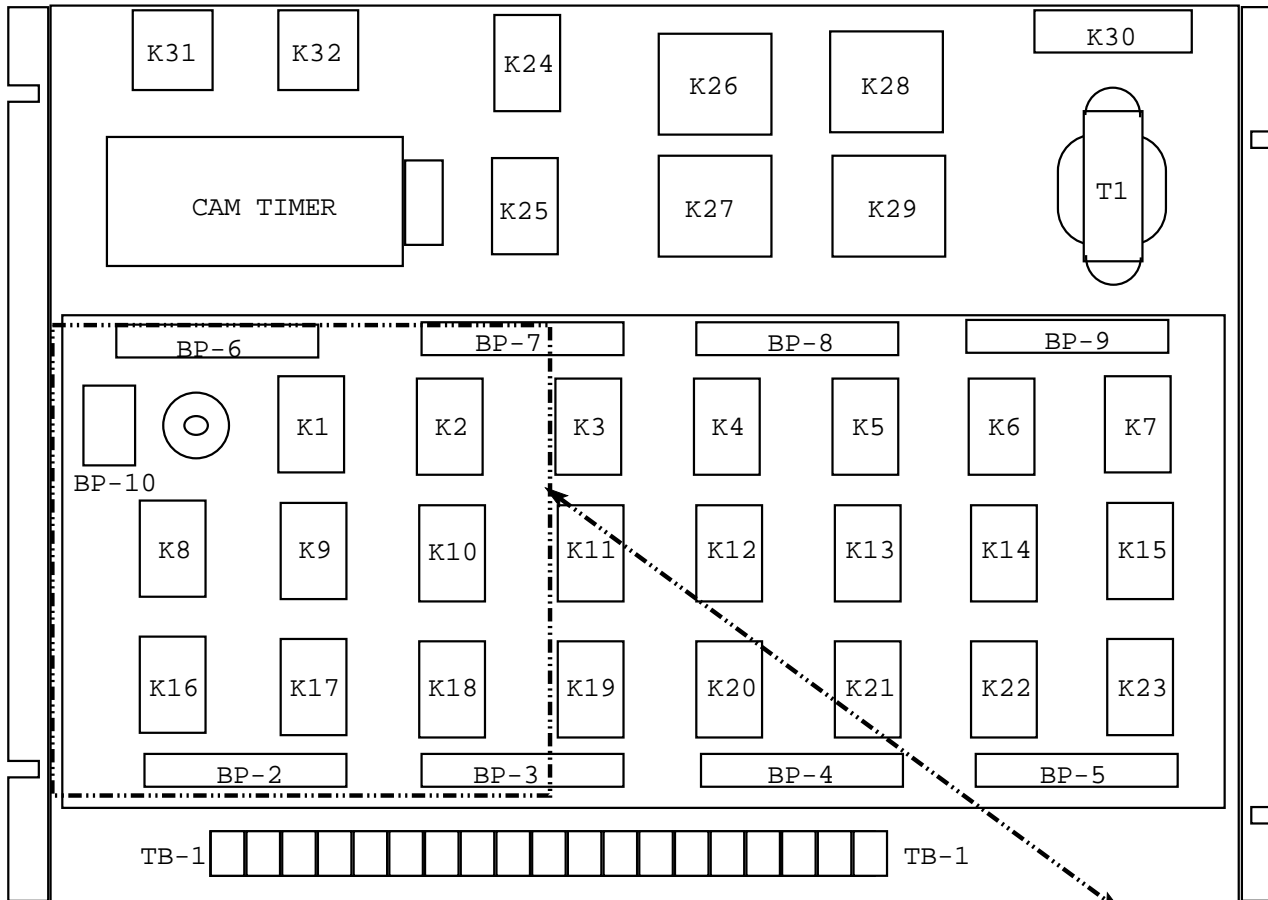 K31 K32 K24 K26 K28 K30
CAM TIMER K25 K27 K29 T1
BP-6 BP-7 BP-8 BP-9
K1 K2 K3 K4 K5 K6 K7
BP-10
K8 K9 K10 K11 K12 K13 K14 K15
K16 K17 K18 K19 K20 K21 K22 K23
BP-2 BP-3 BP-4 BP-5
TB-1 TB-1